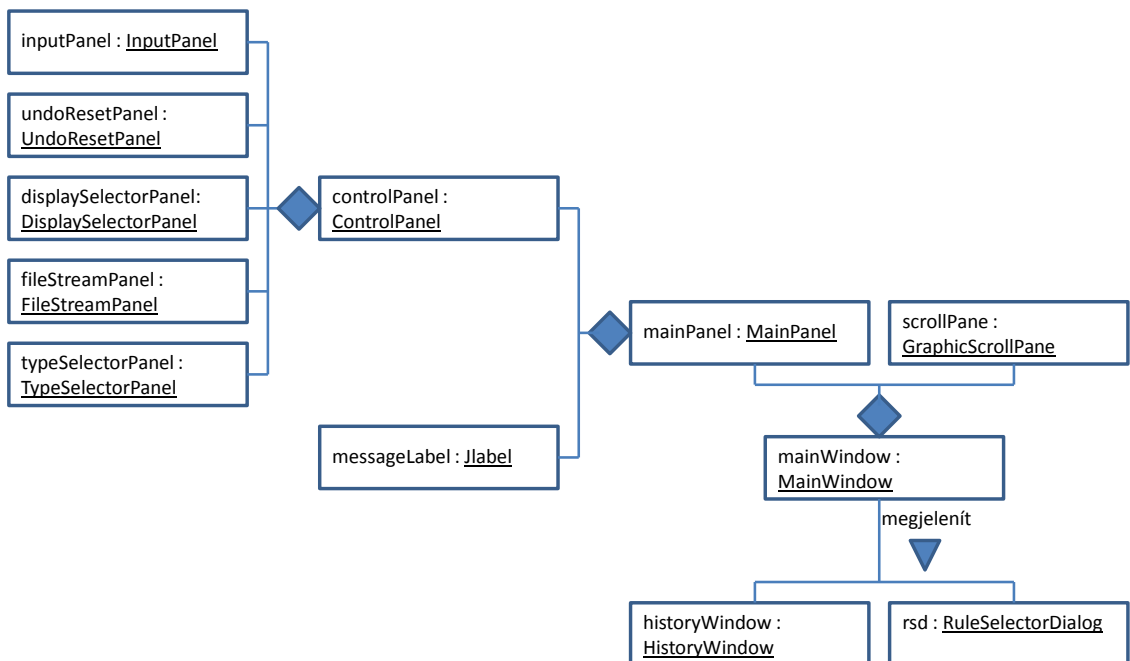 inputPanel : InputPanel
undoResetPanel :
UndoResetPanel
displaySelectorPanel:
DisplaySelectorPanel
fileStreamPanel :
FileStreamPanel
typeSelectorPanel :
TypeSelectorPanel
controlPanel :
ControlPanel
messageLabel : Jlabel
mainPanel : MainPanel
scrollPane :
GraphicScrollPane
mainWindow :
MainWindow
megjelenít
historyWindow :
HistoryWindow
rsd : RuleSelectorDialog